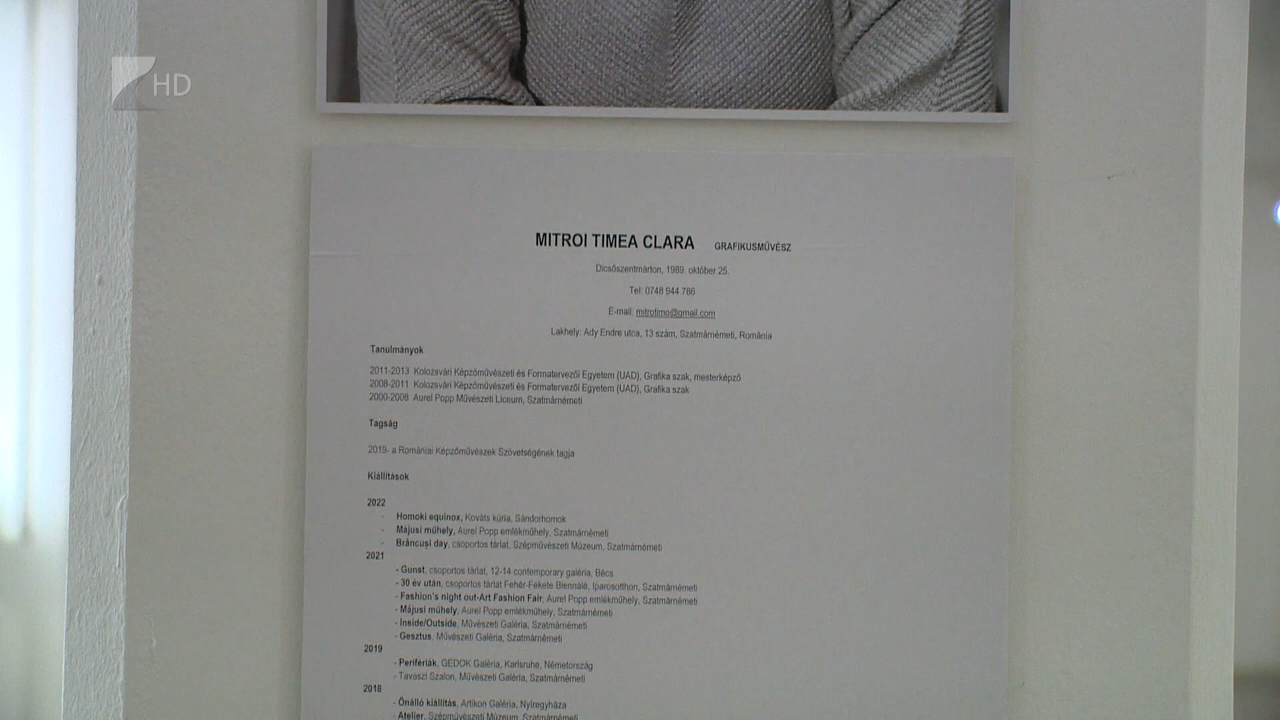 HD
MITROI TIMEA CLARA GRAFIKUSMŰVÉSZ
Dicsőszentmárton, 1989. október 25.
Tel: 0748 944 786
E-mail: mitrotimo@gmail.com
Lakhely: Ady Endre utca, 13 szám, Szatmárnémeti, Románia
Tanulmányok
2011-2013 Kolozsvári Képzőművészeti és Formatervezői Egyetem (UAD), Grafika szak, mesterképző
2008-2011 Kolozsvári Képzőművészeti és Formatervezői Egyetem (UAD), Grafika szak
2000-2008 Aurel Popp Művészeti Líceum, Szatmárnémeti
Tagság
2019- a Romániai Képzőművészek Szövetségének tagja
Kiállítások
2022
- Homoki equinox, Kováts kúria, Sándorhomok
- Májusi műhely, Aurel Popp emlékműhely, Szatmárnémeti
- Brâncuși day, csoportos tárlat, Szépművészeti Múzeum, Szatmárnémeti
2021
- Gunst, csoportos tárlat, 12-14 contemporary galéria, Bécs
- 30 év után, csoportos tárlat Fehér-Fekete Biennálé, Iparosotthon, Szatmárnémeti
- Fashion's night out-Art Fashion Fair, Aurel Popp emlékműhely, Szatmárnémeti
- Májusi műhely, Aurel Popp emlékműhely, Szatmárnémeti
- Inside/Outside, Művészeti Galéria, Szatmárnémeti
- Gesztus, Művészeti Galéria, Szatmárnémeti
2019
- Perifériák, GEDOK Galéria, Karlsruhe, Németország
- Tavaszi Szalon, Művészeti Galéria, Szatmárnémeti
2018
- Önálló kiállítás, Artikon Galéria, Nyíregyháza
- Atelier, Szépművészeti Múzeum, Szatmárnémeti